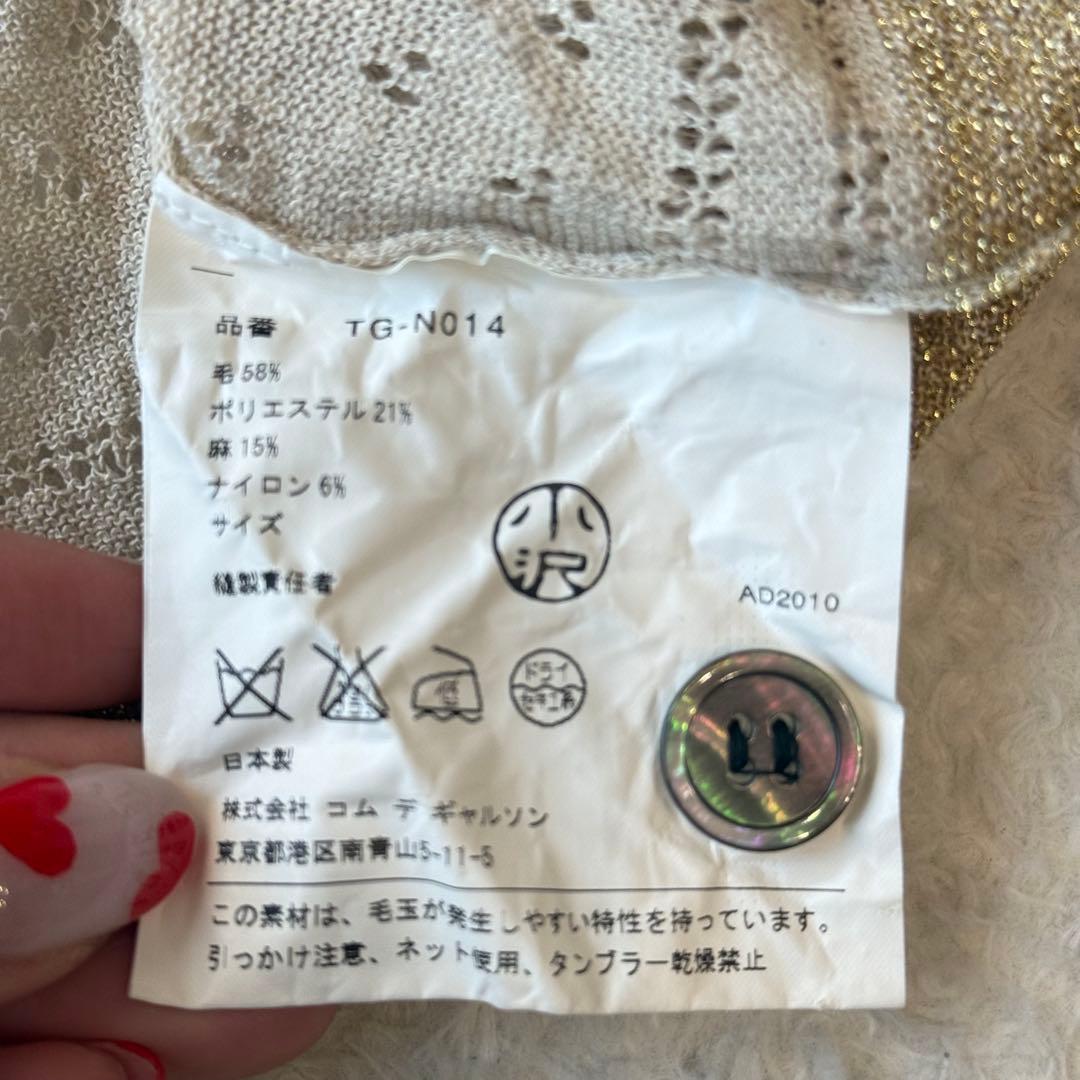 品番 TG-N014
毛 58%
ポリエステル 21%
麻 15%
ナイロン 6%
サイズ
小沢
縫製責任者
AD2010
低
ドライ
セキユ系
日本製
株式会社 コム デ ギャルソン
東京都港区南青山5-11-5
この素材は、毛玉が発生しやすい特性を持っています。
引っかけ注意、ネット使用、タンブラー乾燥禁止